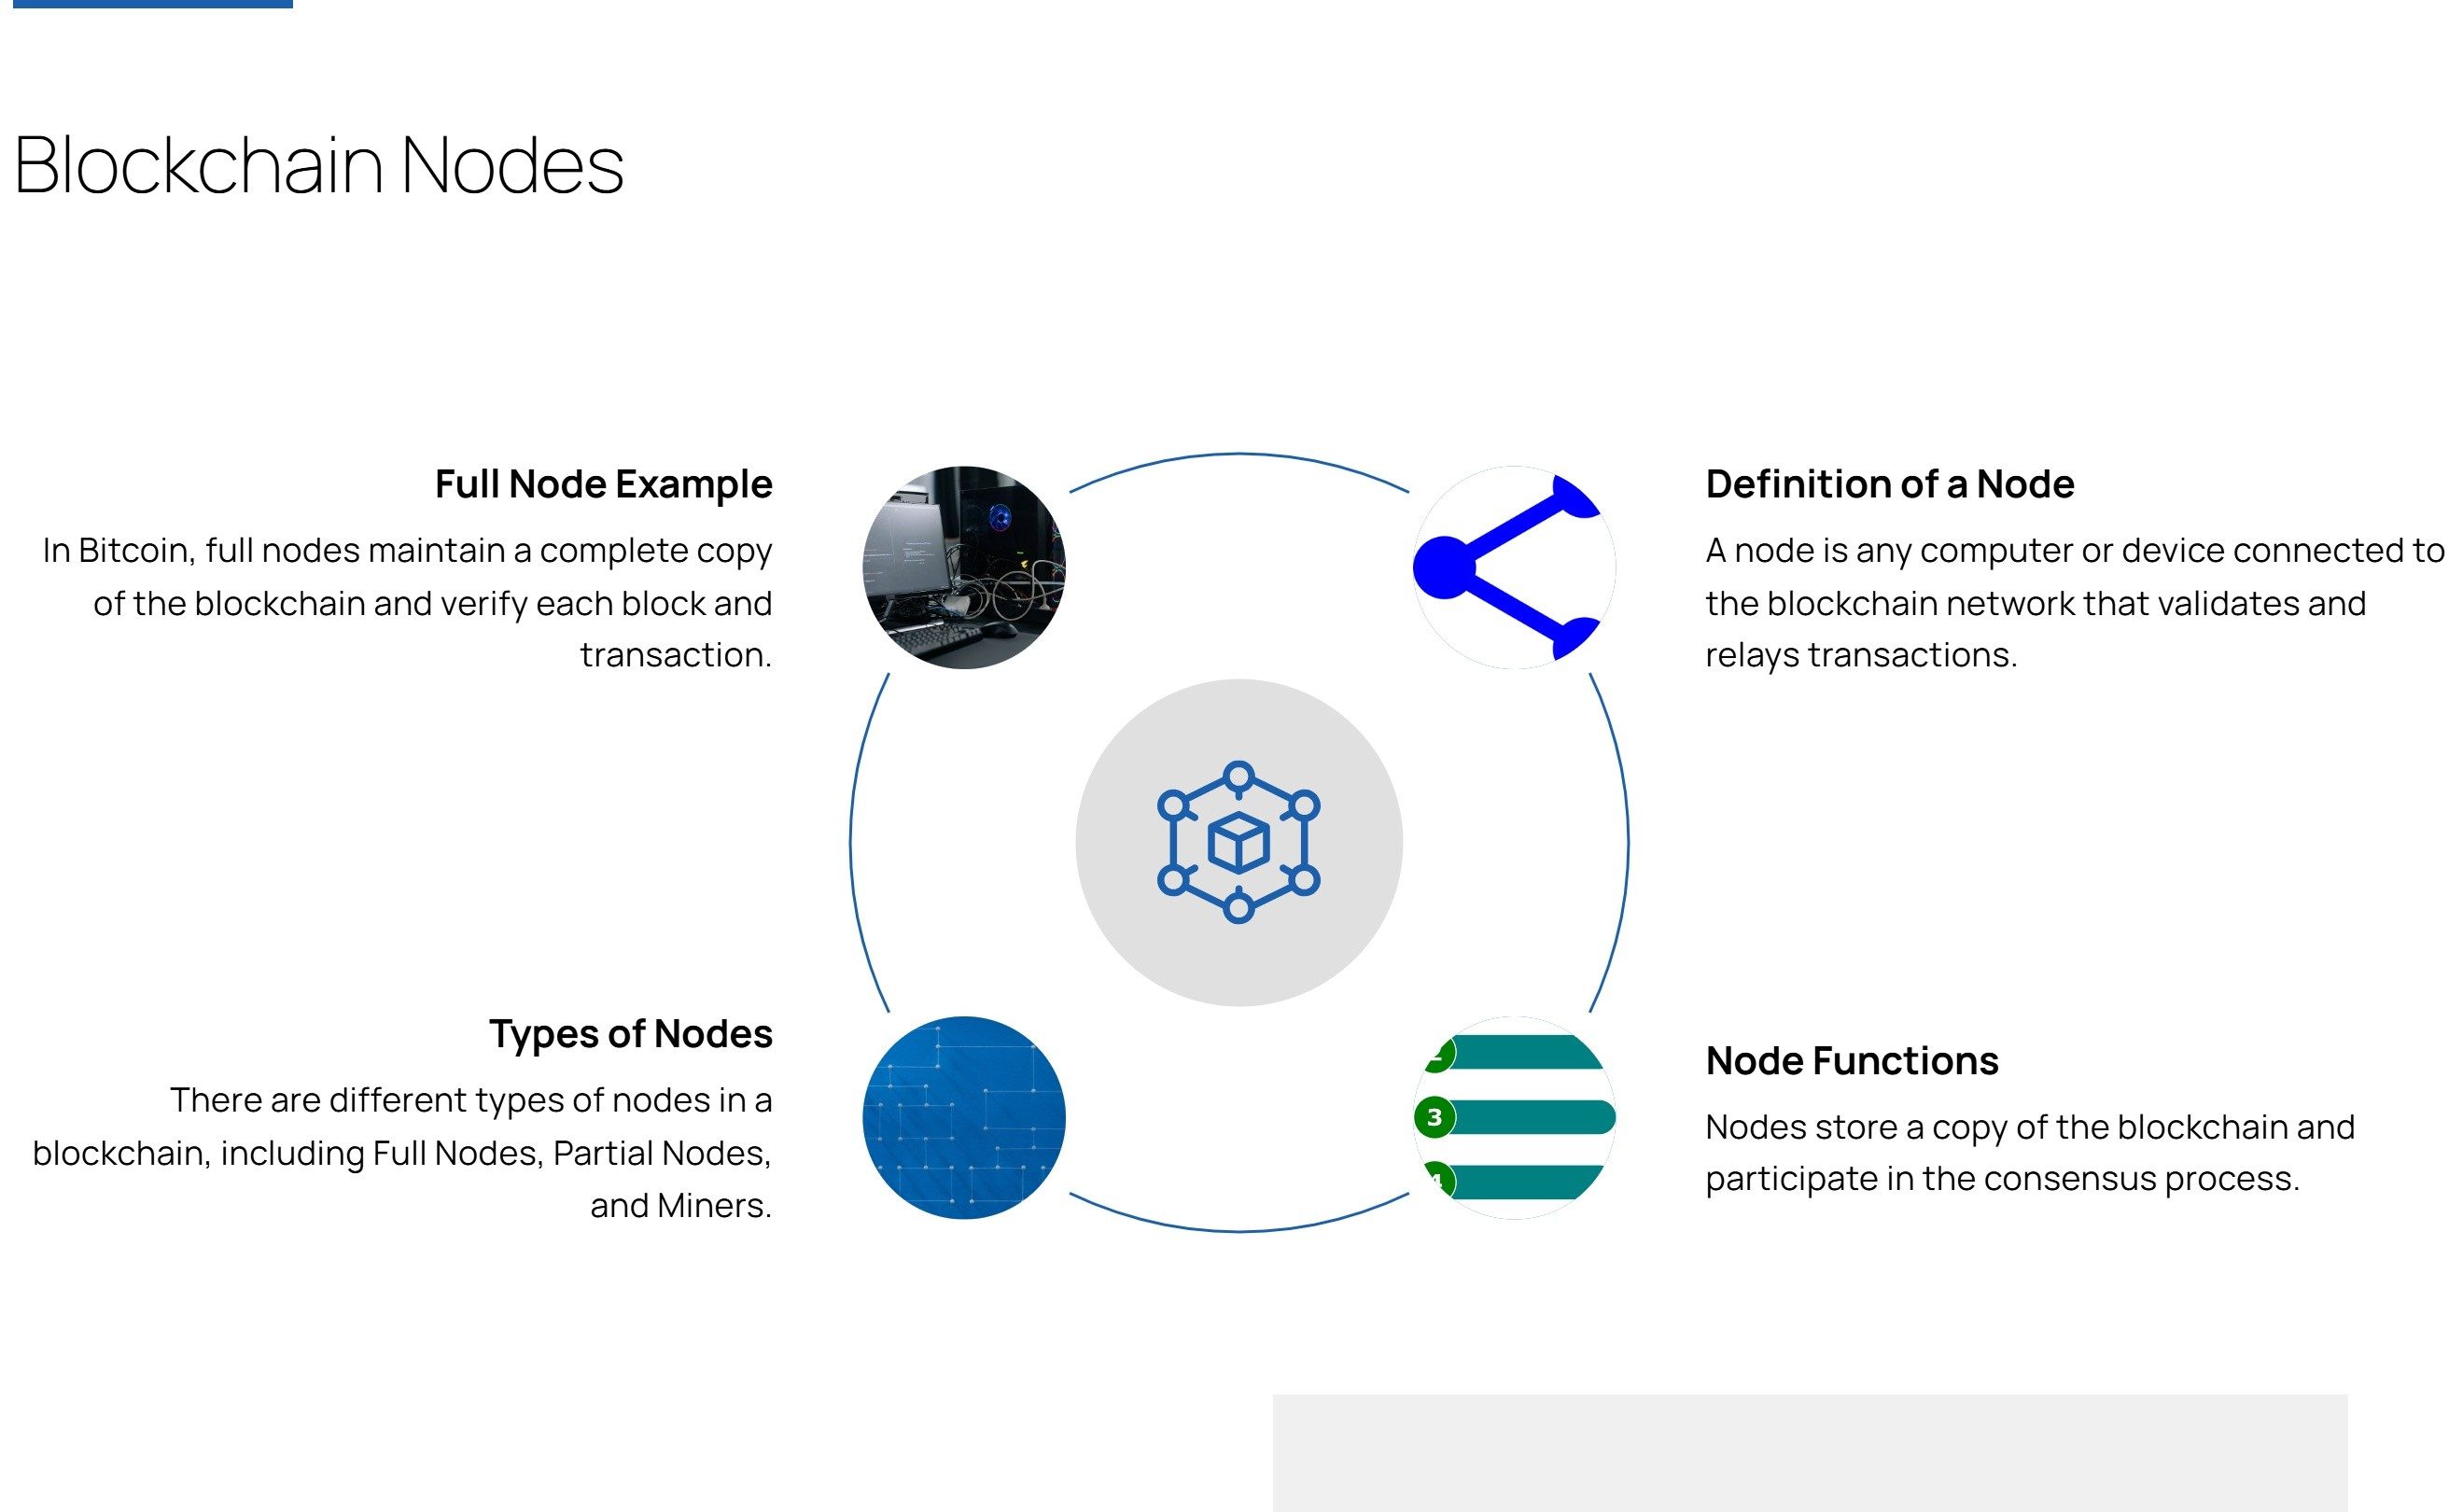 Blockchain Nodes
Full Node Example
In Bitcoin, full nodes maintain a complete copy
of the blockchain and verify each block and
transaction.
Definition of a Node
A node is any computer or device connected to
the blockchain network that validates and
relays transactions.
Types of Nodes
There are different types of nodes in a
blockchain, including Full Nodes, Partial Nodes,
and Miners.
3
Node Functions
Nodes store a copy of the blockchain and
participate in the consensus process.